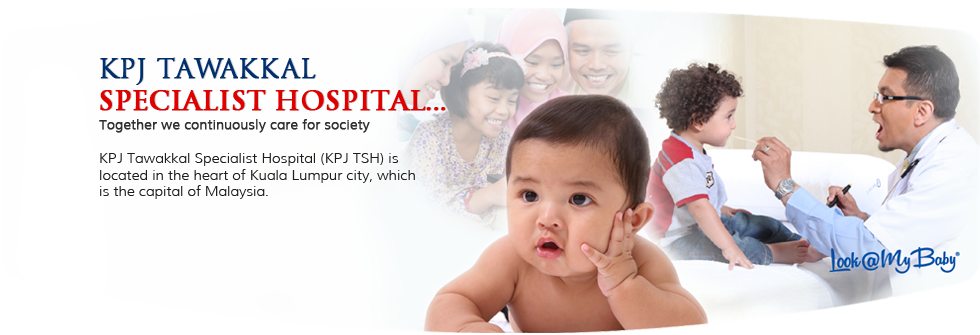 KPJ TAWAKKAL
SPECIALIST HOSPITAL...
Together we continuously care for society
KPJ Tawakkal Specialist Hospital (KPJ TSH) is
located in the heart of Kuala Lumpur city, which
is the capital of Malaysia.
Look@MyBaby®